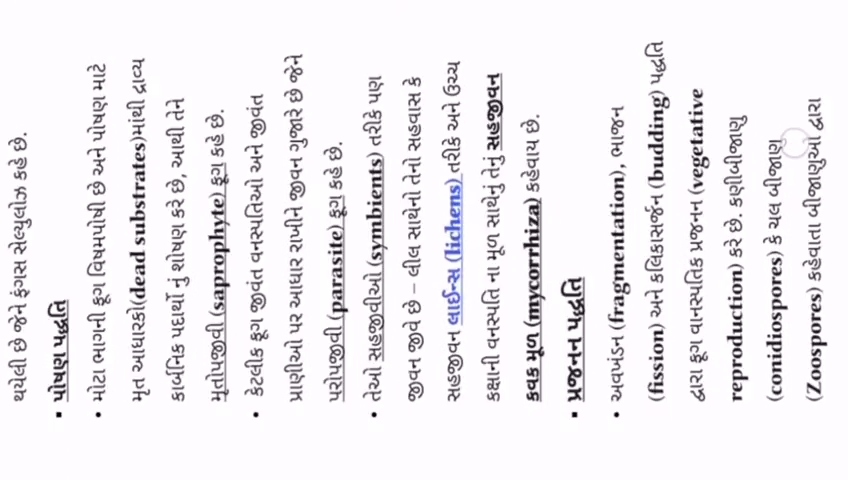 થયેલી છે જેને ફંગસ સેલ્યુલોઝ કહે છે.
▪ પોષણ પદ્ધતિ
• મોટા ભાગની ફૂગ વિષમપોષી છે અને પોષણ માટે
મૃત આધારકો(dead substrates)માંથી દ્રાવ્ય
કાર્બનિક પદાર્થો નું શોષણ કરે છે, આથી તેને
મૃતોપજીવી (saprophyte) ફૂગ કહે છે.
• કેટલીક ફૂગ જીવંત વનસ્પતિઓ અને જીવંત
પ્રાણીઓ પર આધાર રાખીને જીવન ગુજારે છે જેને
પરોપજીવી (parasite) ફૂગ કહે છે.
• તેઓ સહજીવીઓ (symbients) તરીકે પણ
જીવન જીવે છે – લીલ સાથેનો તેનો સહવાસ કે
સહજીવન લાઈન્સ (lichens) તરીકે અને ઉચ્ચ
કક્ષાની વનસ્પતિ ના મૂળ સાથેનું તેનું સહજીવન
કવક મૂળ (mycorrhiza) કહેવાય છે.
▪ પ્રજનન પદ્ધતિ
• અવખંડન (fragmentation), ભાજન
(fission) અને કલિકાસર્જન (budding) પદ્ધતિ
દ્વારા ફૂગ વાનસ્પતિક પ્રજનન (vegetative
reproduction) કરે છે. કણીબીજાણુ
(conidiospores) કે ચલ બીજાણુ
(Zoospores) કહેવાતા બીજાણુઓ દ્વારા